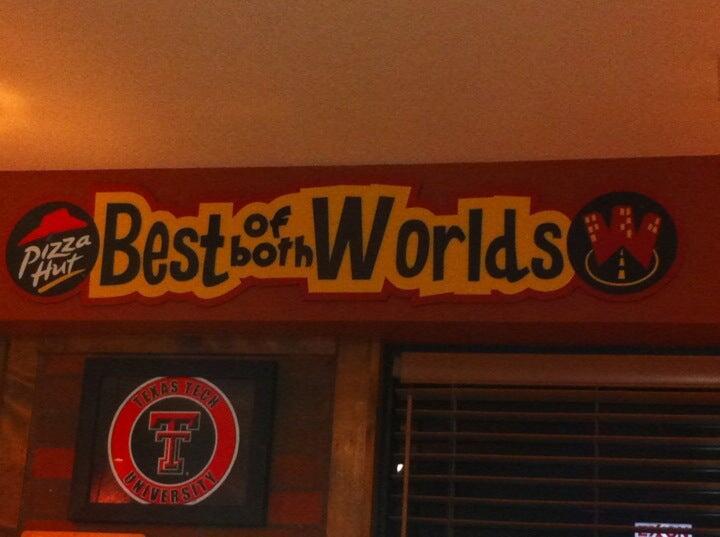 Pizza
Hut
Best of both Worlds
W
TEXAS TECH
T
UNIVERSITY